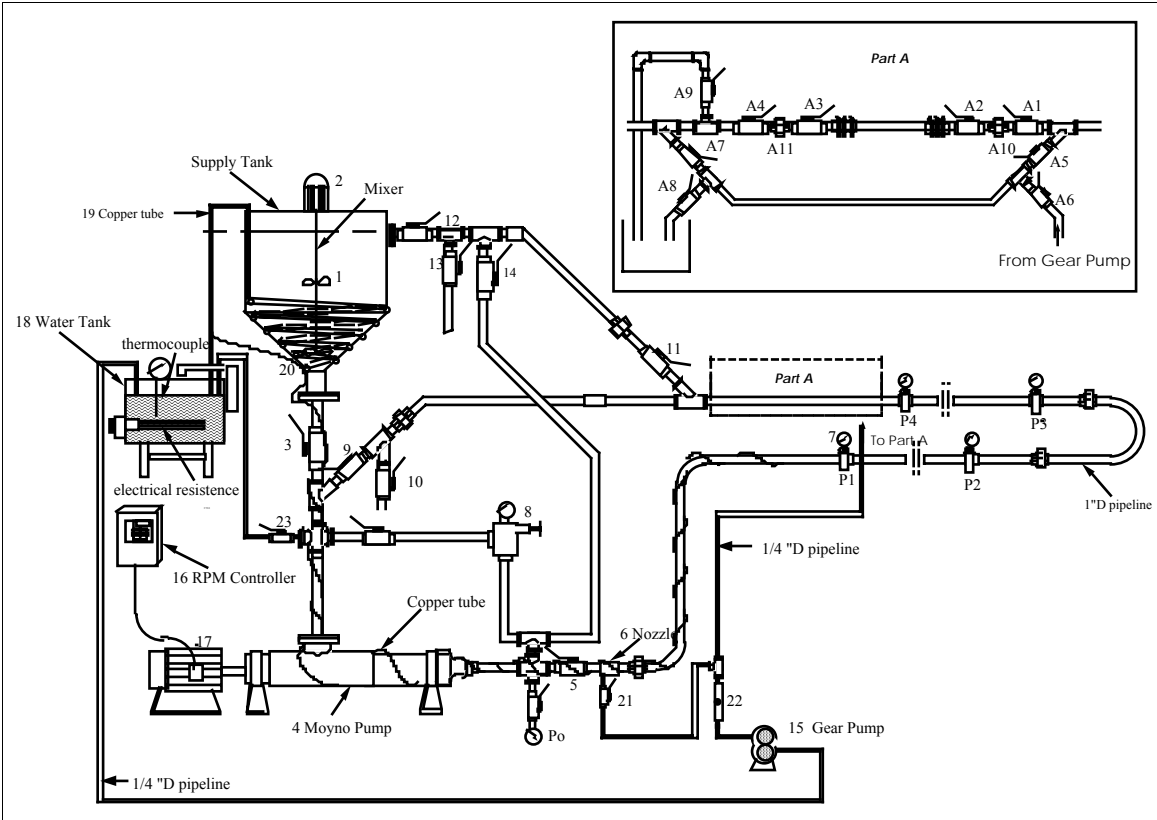 Part A
A9
A4
A3
A2
A1
A7
A11
A10
A5
A8
A6
From Gear Pump
Supply Tank
2
Mixer
19 Copper tube
12
1
13
14
18 Water Tank
thermocouple
20
11
Part A
P4
3
9
7
To Part A
10
P1
P2
electrical resistence
1"D pipeline
23
8
1/4 "D pipeline
16 RPM Controller
Copper tube
17
6 Nozzle
5
21
22
4 Moyno Pump
Po
15 Gear Pump
1/4 "D pipeline